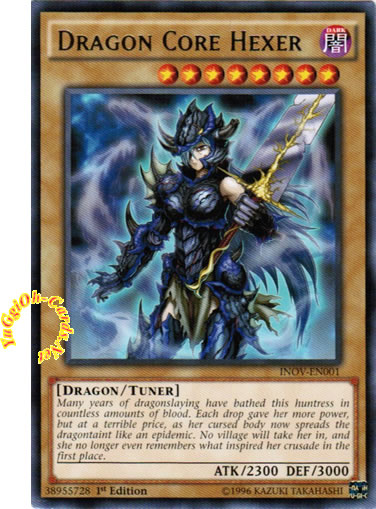 DRAGON CORE HEXER
DARK
闇
YuGgiOh-Cards.Net
INOV-EN001
[DRAGON/TUNER]
Many years of dragonslaying have bathed this huntress in
countless amounts of blood. Each drop gave her more power,
but at a terrible price, as her cursed body now spreads the
dragontaint like an epidemic. No village will take her in, and
she no longer even remembers what inspired her crusade in the
first place.
ATK/2300 DEF/3000
38955728 1st Edition ©1996 KAZUKI TAKAHASHI